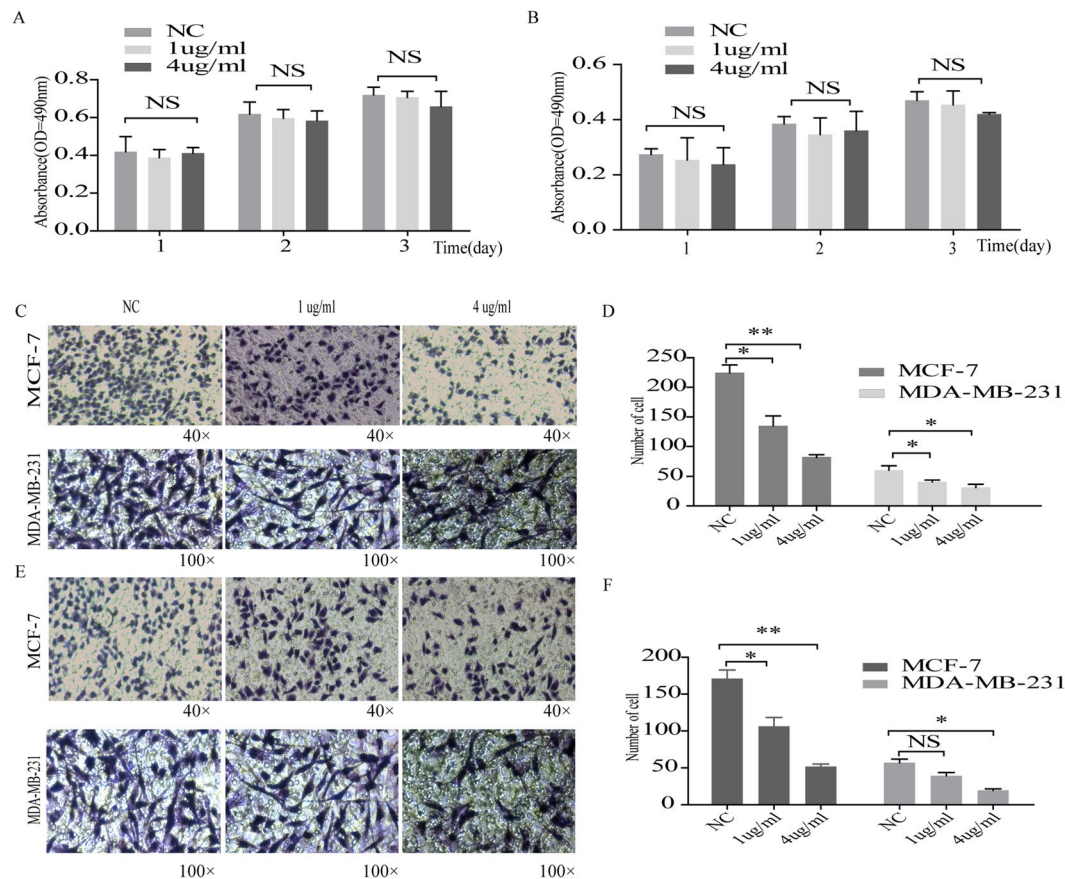 A
NC
1ug/ml
4ug/ml
Absorbance(OD=490nm)
0.8
0.6
0.4
0.2
0.0
NS
NS
NS
1
2
3
Time(day)
B
NC
1ug/ml
4ug/ml
Absorbance(OD=490nm)
0.6
0.4
0.2
0.0
NS
NS
NS
1
2
3
Time(day)
C
NC
1 ug/ml
4 ug/ml
MCF-7
40×
40×
40×
MDA-MB-231
100×
100×
100×
D
Number of cell
250
200
150
100
50
0
**
*
*
*
MCF-7
MDA-MB-231
NC
1ug/ml
4ug/ml
NC
1ug/ml
4ug/ml
E
MCF-7
40×
40×
40×
MDA-MB-231
100×
100×
100×
F
Number of cell
200
150
100
50
0
**
*
*
NS
MCF-7
MDA-MB-231
NC
1ug/ml
4ug/ml
NC
1ug/ml
4ug/ml